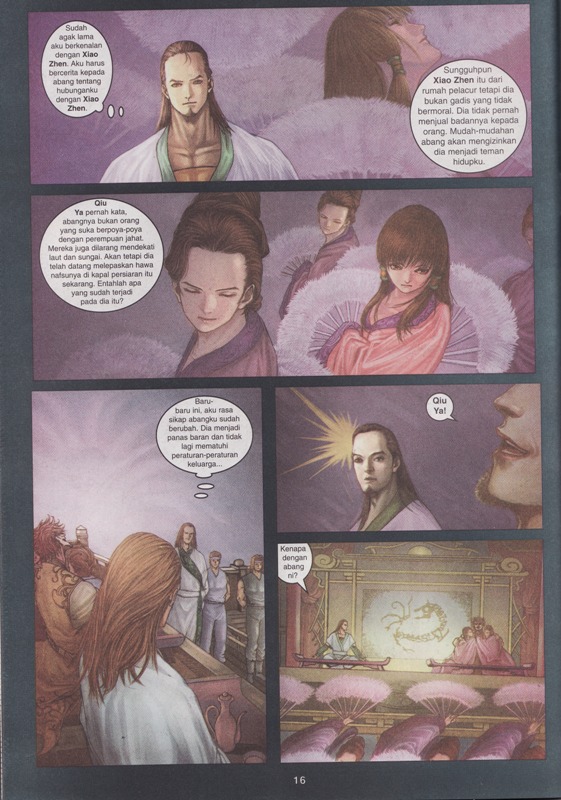 Sudah
agak lama
aku berkenalan
dengan Xiao
Zhen. Aku harus
bercerita kepada
abang tentang
hubunganku
dengan Xiao
Zhen.
Sungguhpun
Xiao Zhen itu dari
rumah pelacur tetapi dia
bukan gadis yang tidak
bermoral. Dia tidak pernah
menjual badannya kepada
orang. Mudah-mudahan
abang akan mengizinkan
dia menjadi teman
hidupku.
Qiu
Ya pernah kata,
abangnya bukan orang
yang suka berpoya-poya
dengan perempuan jahat.
Mereka juga dilarang mendekati
laut dan sungai. Akan tetapi dia
telah datang melepaskan hawa
nafsunya di kapal persiaran itu
sekarang. Entahlah apa
yang sudah terjadi
pada dia itu?
Baru-
baru ini, aku rasa
sikap abangku sudah
berubah. Dia menjadi
panas baran dan tidak
lagi mematuhi
peraturan-peraturan
keluarga...
Qiu
Ya!
Kenapa
dengan
abang
ni?
16